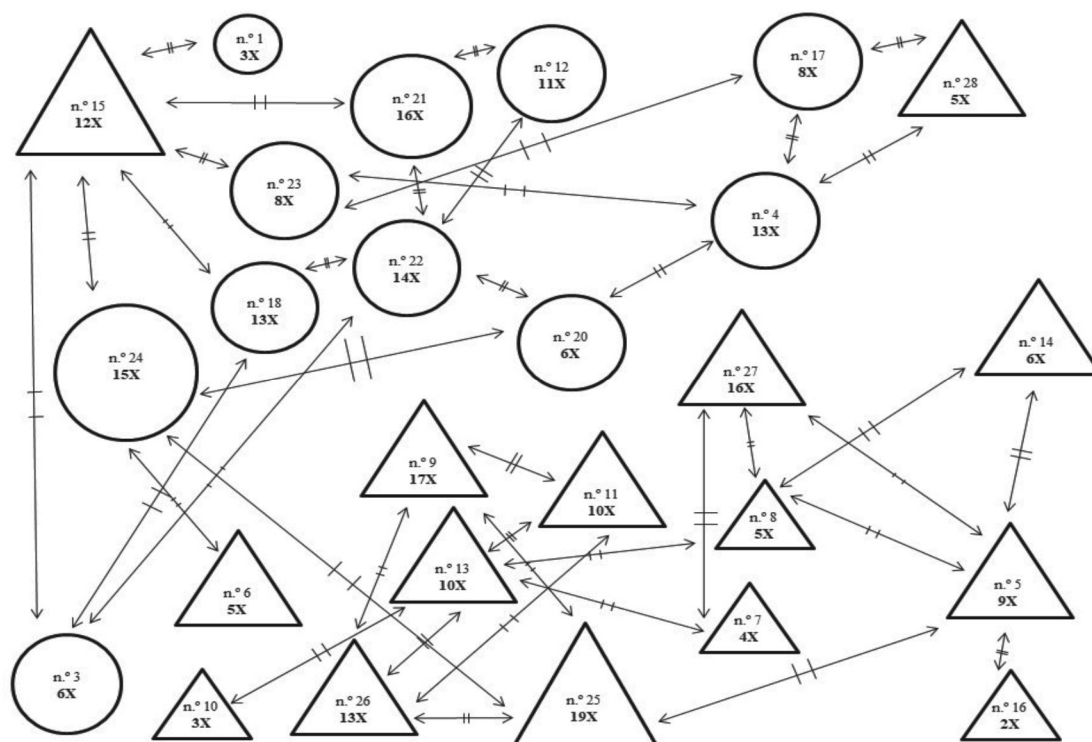 n.º 1
3X
n.º 15
12X
n.º 21
16X
n.º 12
11X
n.º 17
8X
n.º 28
5X
n.º 23
8X
n.º 4
13X
n.º 22
14X
n.º 18
13X
n.º 20
6X
n.º 24
15X
n.º 27
16X
n.º 14
6X
n.º 9
17X
n.º 11
10X
n.º 8
5X
n.º 13
10X
n.º 6
5X
n.º 5
9X
n.º 7
4X
n.º 3
6X
n.º 10
3X
n.º 26
13X
n.º 25
19X
n.º 16
2X